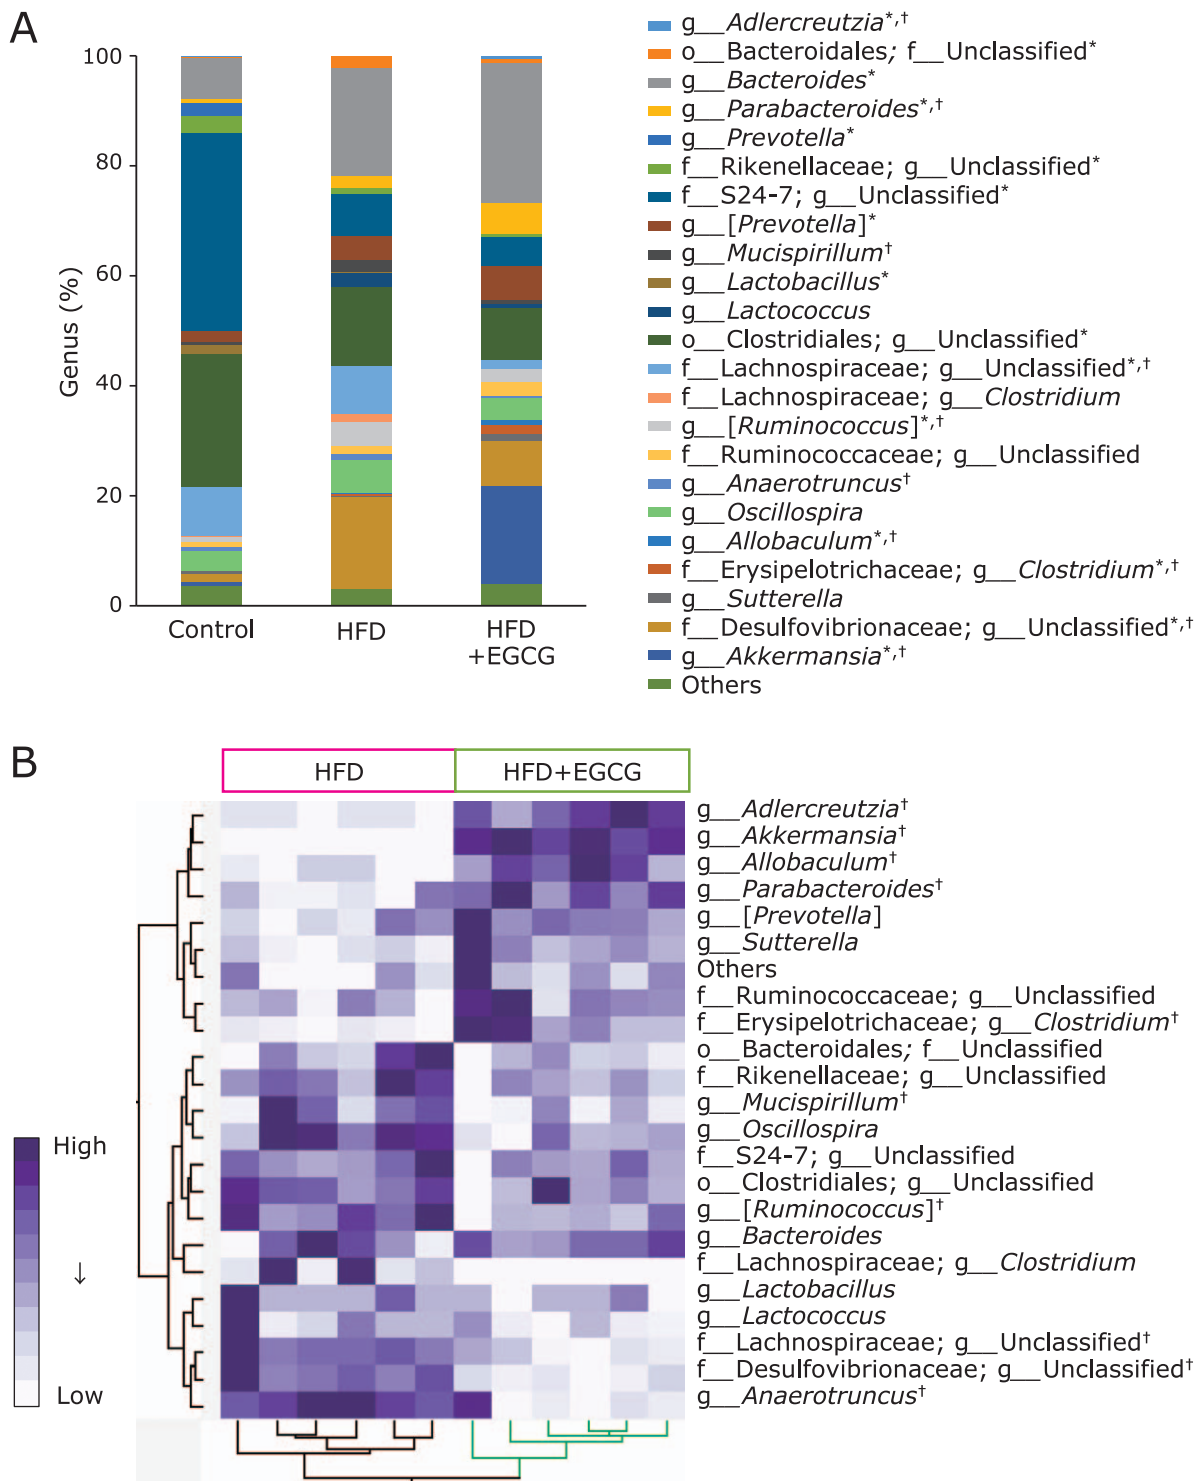 A
Genus (%)
100
80
60
40
20
0
Control
HFD
HFD
+EGCG
g__Adlercreutzia*,†
o__Bacteroidales; f__Unclassified*
g__Bacteroides*
g__Parabacteroides*,†
g__Prevotella*
f__Rikenellaceae; g__Unclassified*
f__S24-7; g__Unclassified*
g__[Prevotella]*
g__Mucispirillum†
g__Lactobacillus*
g__Lactococcus
o__Clostridiales; g__Unclassified*
f__Lachnospiraceae; g__Unclassified*,†
f__Lachnospiraceae; g__Clostridium
g__[Ruminococcus]*,†
f__Ruminococcaceae; g__Unclassified
g__Anaerotruncus†
g__Oscillospira
g__Allobaculum*,†
f__Erysipelotrichaceae; g__Clostridium*,†
g__Sutterella
f__Desulfovibrionaceae; g__Unclassified*,†
g__Akkermansia*,†
Others
B
HFD
HFD+EGCG
g__Adlercreutzia†
g__Akkermansia†
g__Allobaculum†
g__Parabacteroides†
g__[Prevotella]
g__Sutterella
Others
f__Ruminococcaceae; g__Unclassified
f__Erysipelotrichaceae; g__Clostridium†
o__Bacteroidales; f__Unclassified
f__Rikenellaceae; g__Unclassified
g__Mucispirillum†
g__Oscillospira
f__S24-7; g__Unclassified
o__Clostridiales; g__Unclassified
g__[Ruminococcus]†
g__Bacteroides
f__Lachnospiraceae; g__Clostridium
g__Lactobacillus
g__Lactococcus
f__Lachnospiraceae; g__Unclassified†
f__Desulfovibrionaceae; g__Unclassified†
g__Anaerotruncus†
High
↓
Low